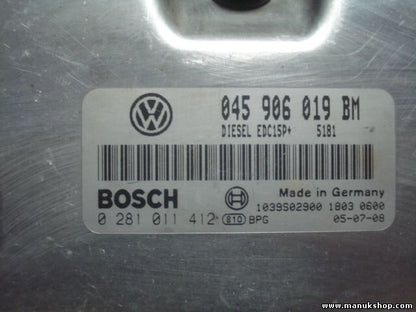 045 906 019 BM
DIESEL EDC15P+ 5181
BOSCH
Made in Germany
0 281 011 412 810 BPG
1039S02900 1803 0600
05-07-08
www.manukshop.com